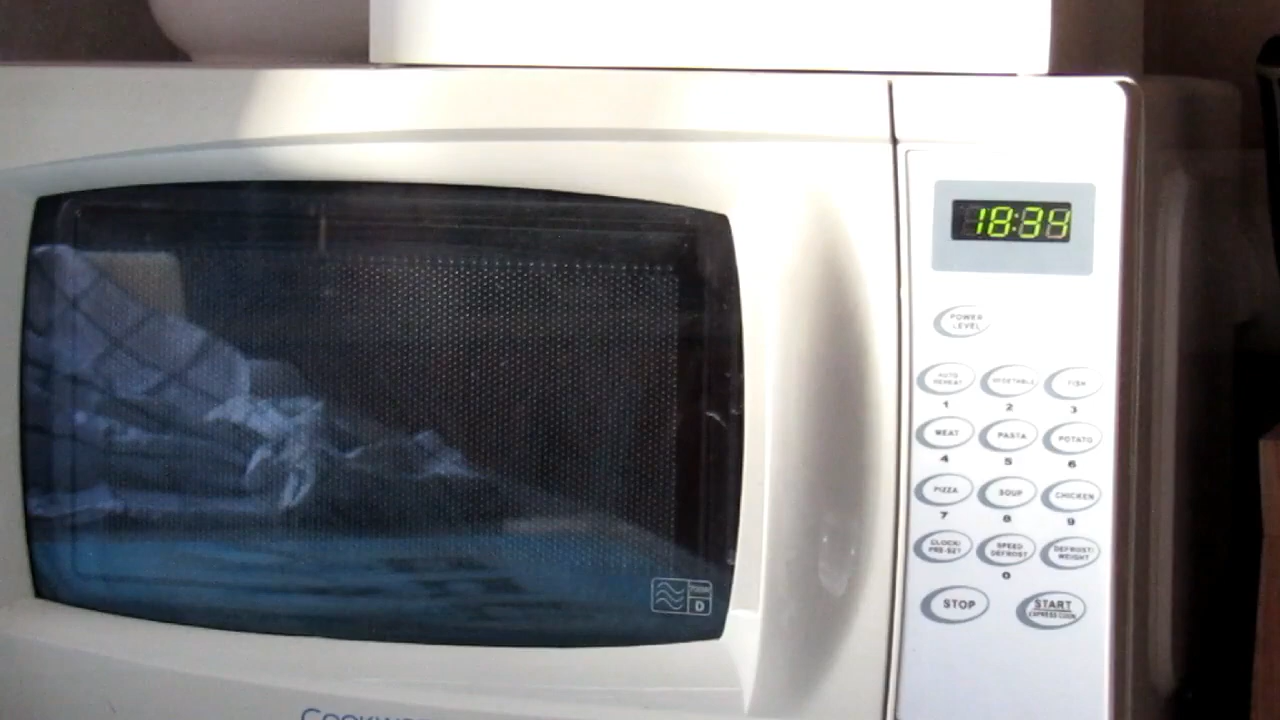 18:34
POWER
LEVEL
AUTO
REHEAT
VEGETABLE
FISH
1 2 3
MEAT PASTA POTATO
4 5 6
PIZZA SOUP CHICKEN
7 8 9
CLOCK/
PRE-SET
SPEED
DEFROST
DEFROST/
WEIGHT
0
STOP
START
EXPRESS COOK
D